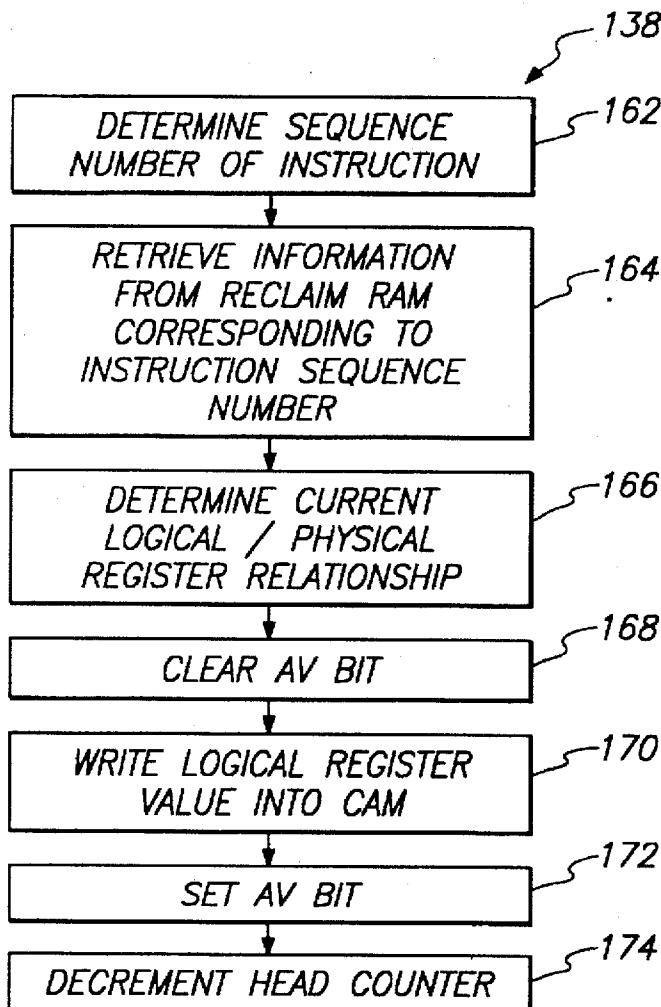 138
DETERMINE SEQUENCE
NUMBER OF INSTRUCTION
162
RETRIEVE INFORMATION
FROM RECLAIM RAM
CORRESPONDING TO
INSTRUCTION SEQUENCE
NUMBER
164
DETERMINE CURRENT
LOGICAL / PHYSICAL
REGISTER RELATIONSHIP
166
CLEAR AV BIT
168
WRITE LOGICAL REGISTER
VALUE INTO CAM
170
SET AV BIT
172
DECREMENT HEAD COUNTER
174